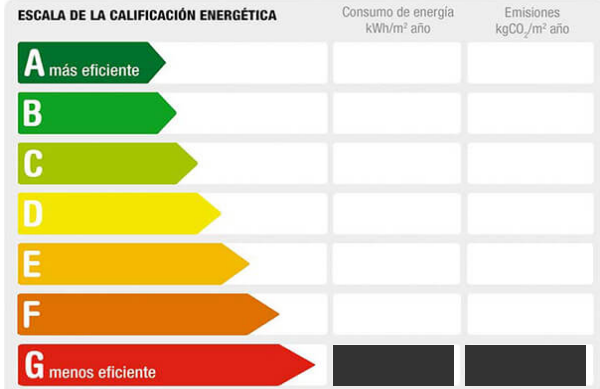 ESCALA DE LA CALIFICACIÓN ENERGÉTICA
Consumo de energía
kWh/m² año
Emisiones
kgCO₂/m² año
A más eficiente
B
C
D
E
F
G menos eficiente